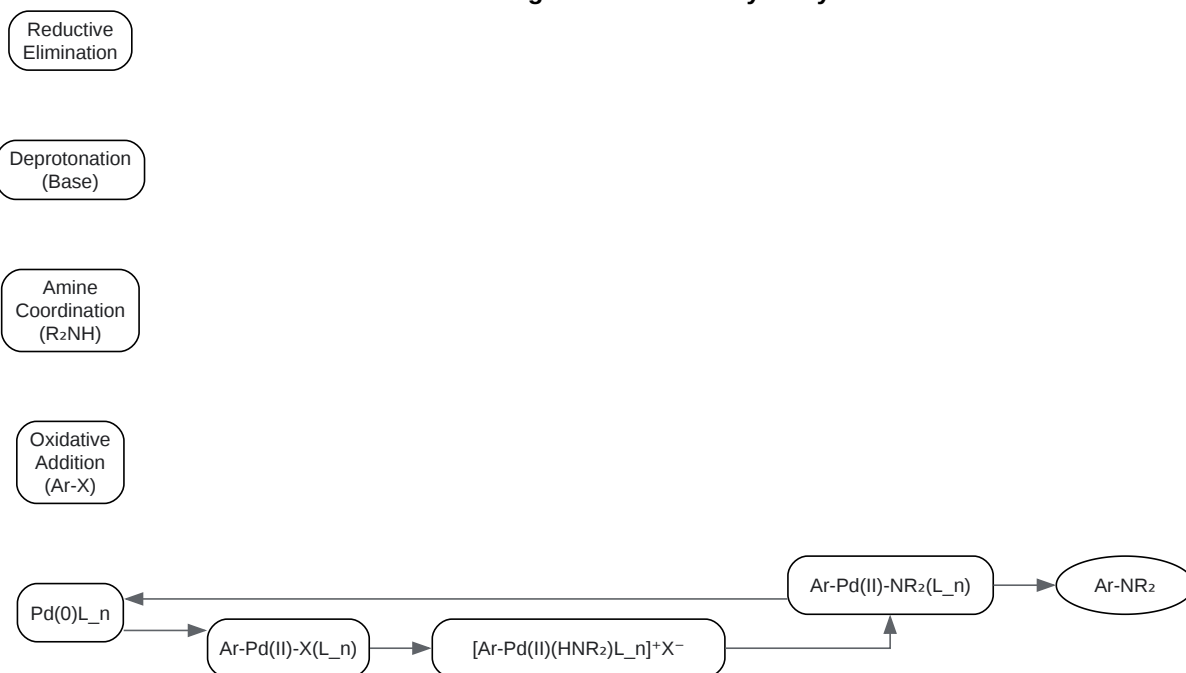 Reductive
Elimination
Deprotonation
(Base)
Amine
Coordination
(R₂NH)
Oxidative
Addition
(Ar-X)
Ar-Pd(II)-NR₂(L_n)
Ar-NR₂
Pd(0)L_n
Ar-Pd(II)-X(L_n)
[Ar-Pd(II)(HNR₂)L_n]⁺X⁻